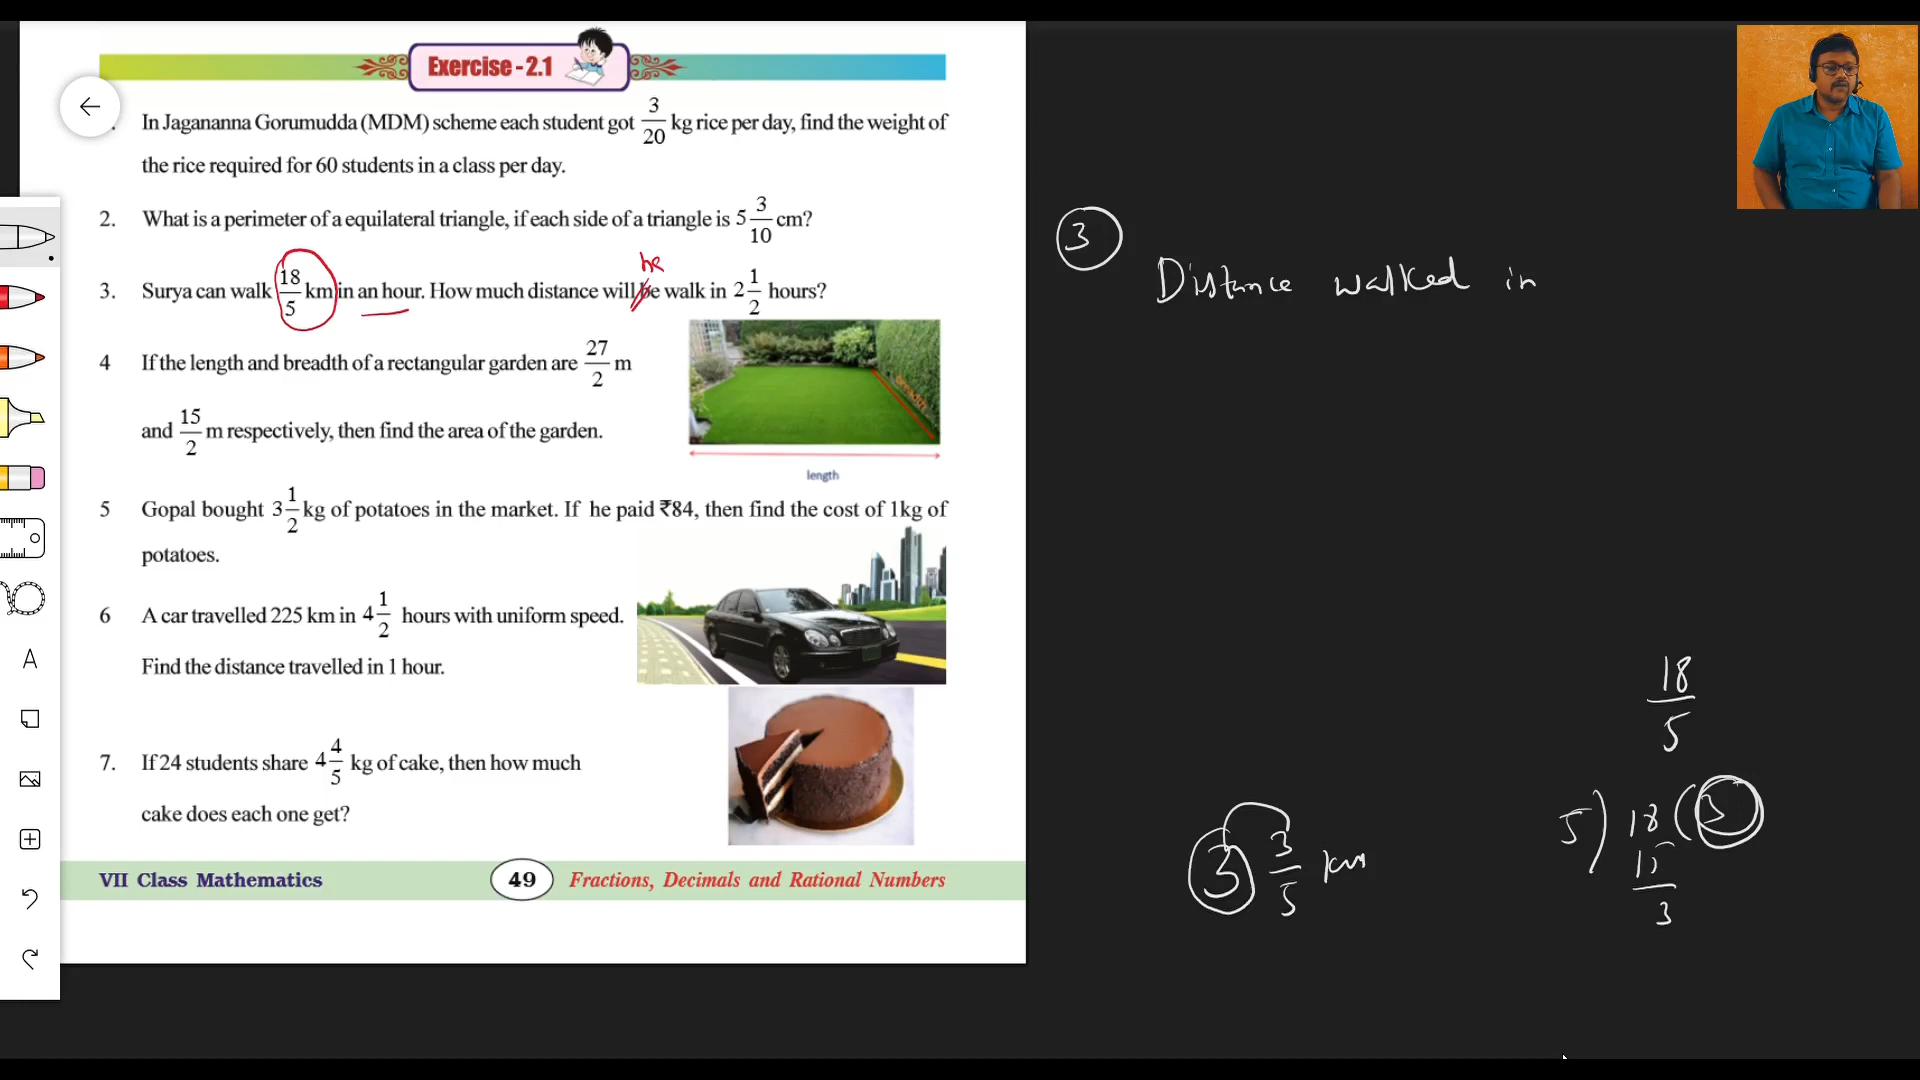 Exercise - 2.1
In Jagananna Gorumudda (MDM) scheme each student got 3/20 kg rice per day, find the weight of
the rice required for 60 students in a class per day.
2. What is a perimeter of a equilateral triangle, if each side of a triangle is 5 3/10 cm?
he
3. Surya can walk 18/5 km in an hour. How much distance will be walk in 2 1/2 hours?
4 If the length and breadth of a rectangular garden are 27/2 m
and 15/2 m respectively, then find the area of the garden.
breadth
length
5 Gopal bought 3 1/2 kg of potatoes in the market. If he paid ₹84, then find the cost of 1kg of
potatoes.
6 A car travelled 225 km in 4 1/2 hours with uniform speed.
Find the distance travelled in 1 hour.
7. If 24 students share 4 4/5 kg of cake, then how much
cake does each one get?
VII Class Mathematics 49 Fractions, Decimals and Rational Numbers
A
3
Distance walked in
18/5
5) 18 (3
15
3
3 3/5 km